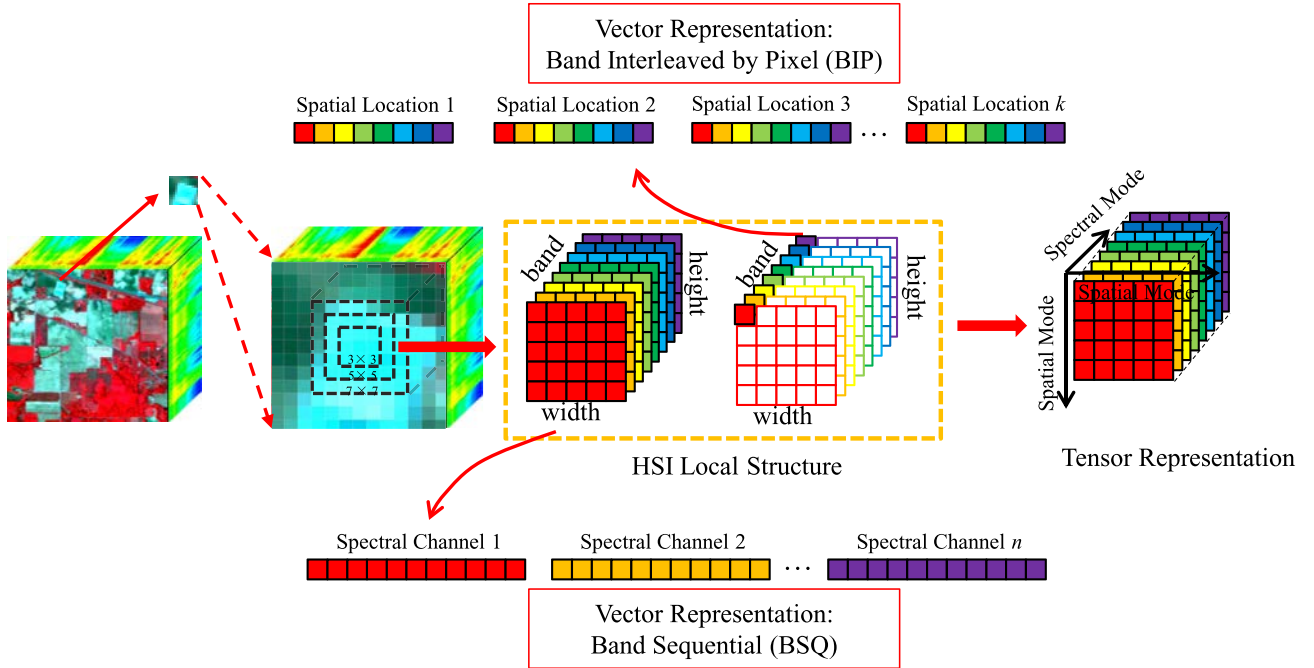 Vector Representation:
Band Interleaved by Pixel (BIP)
Spatial Location 1
Spatial Location 2
Spatial Location 3
...
Spatial Location k
band
height
width
band
height
width
3×3
5×5
7×7
HSI Local Structure
Spectral Mode
Spatial Mode
Spatial Mode
Tensor Representation
Spectral Channel 1
Spectral Channel 2
...
Spectral Channel n
Vector Representation:
Band Sequential (BSQ)